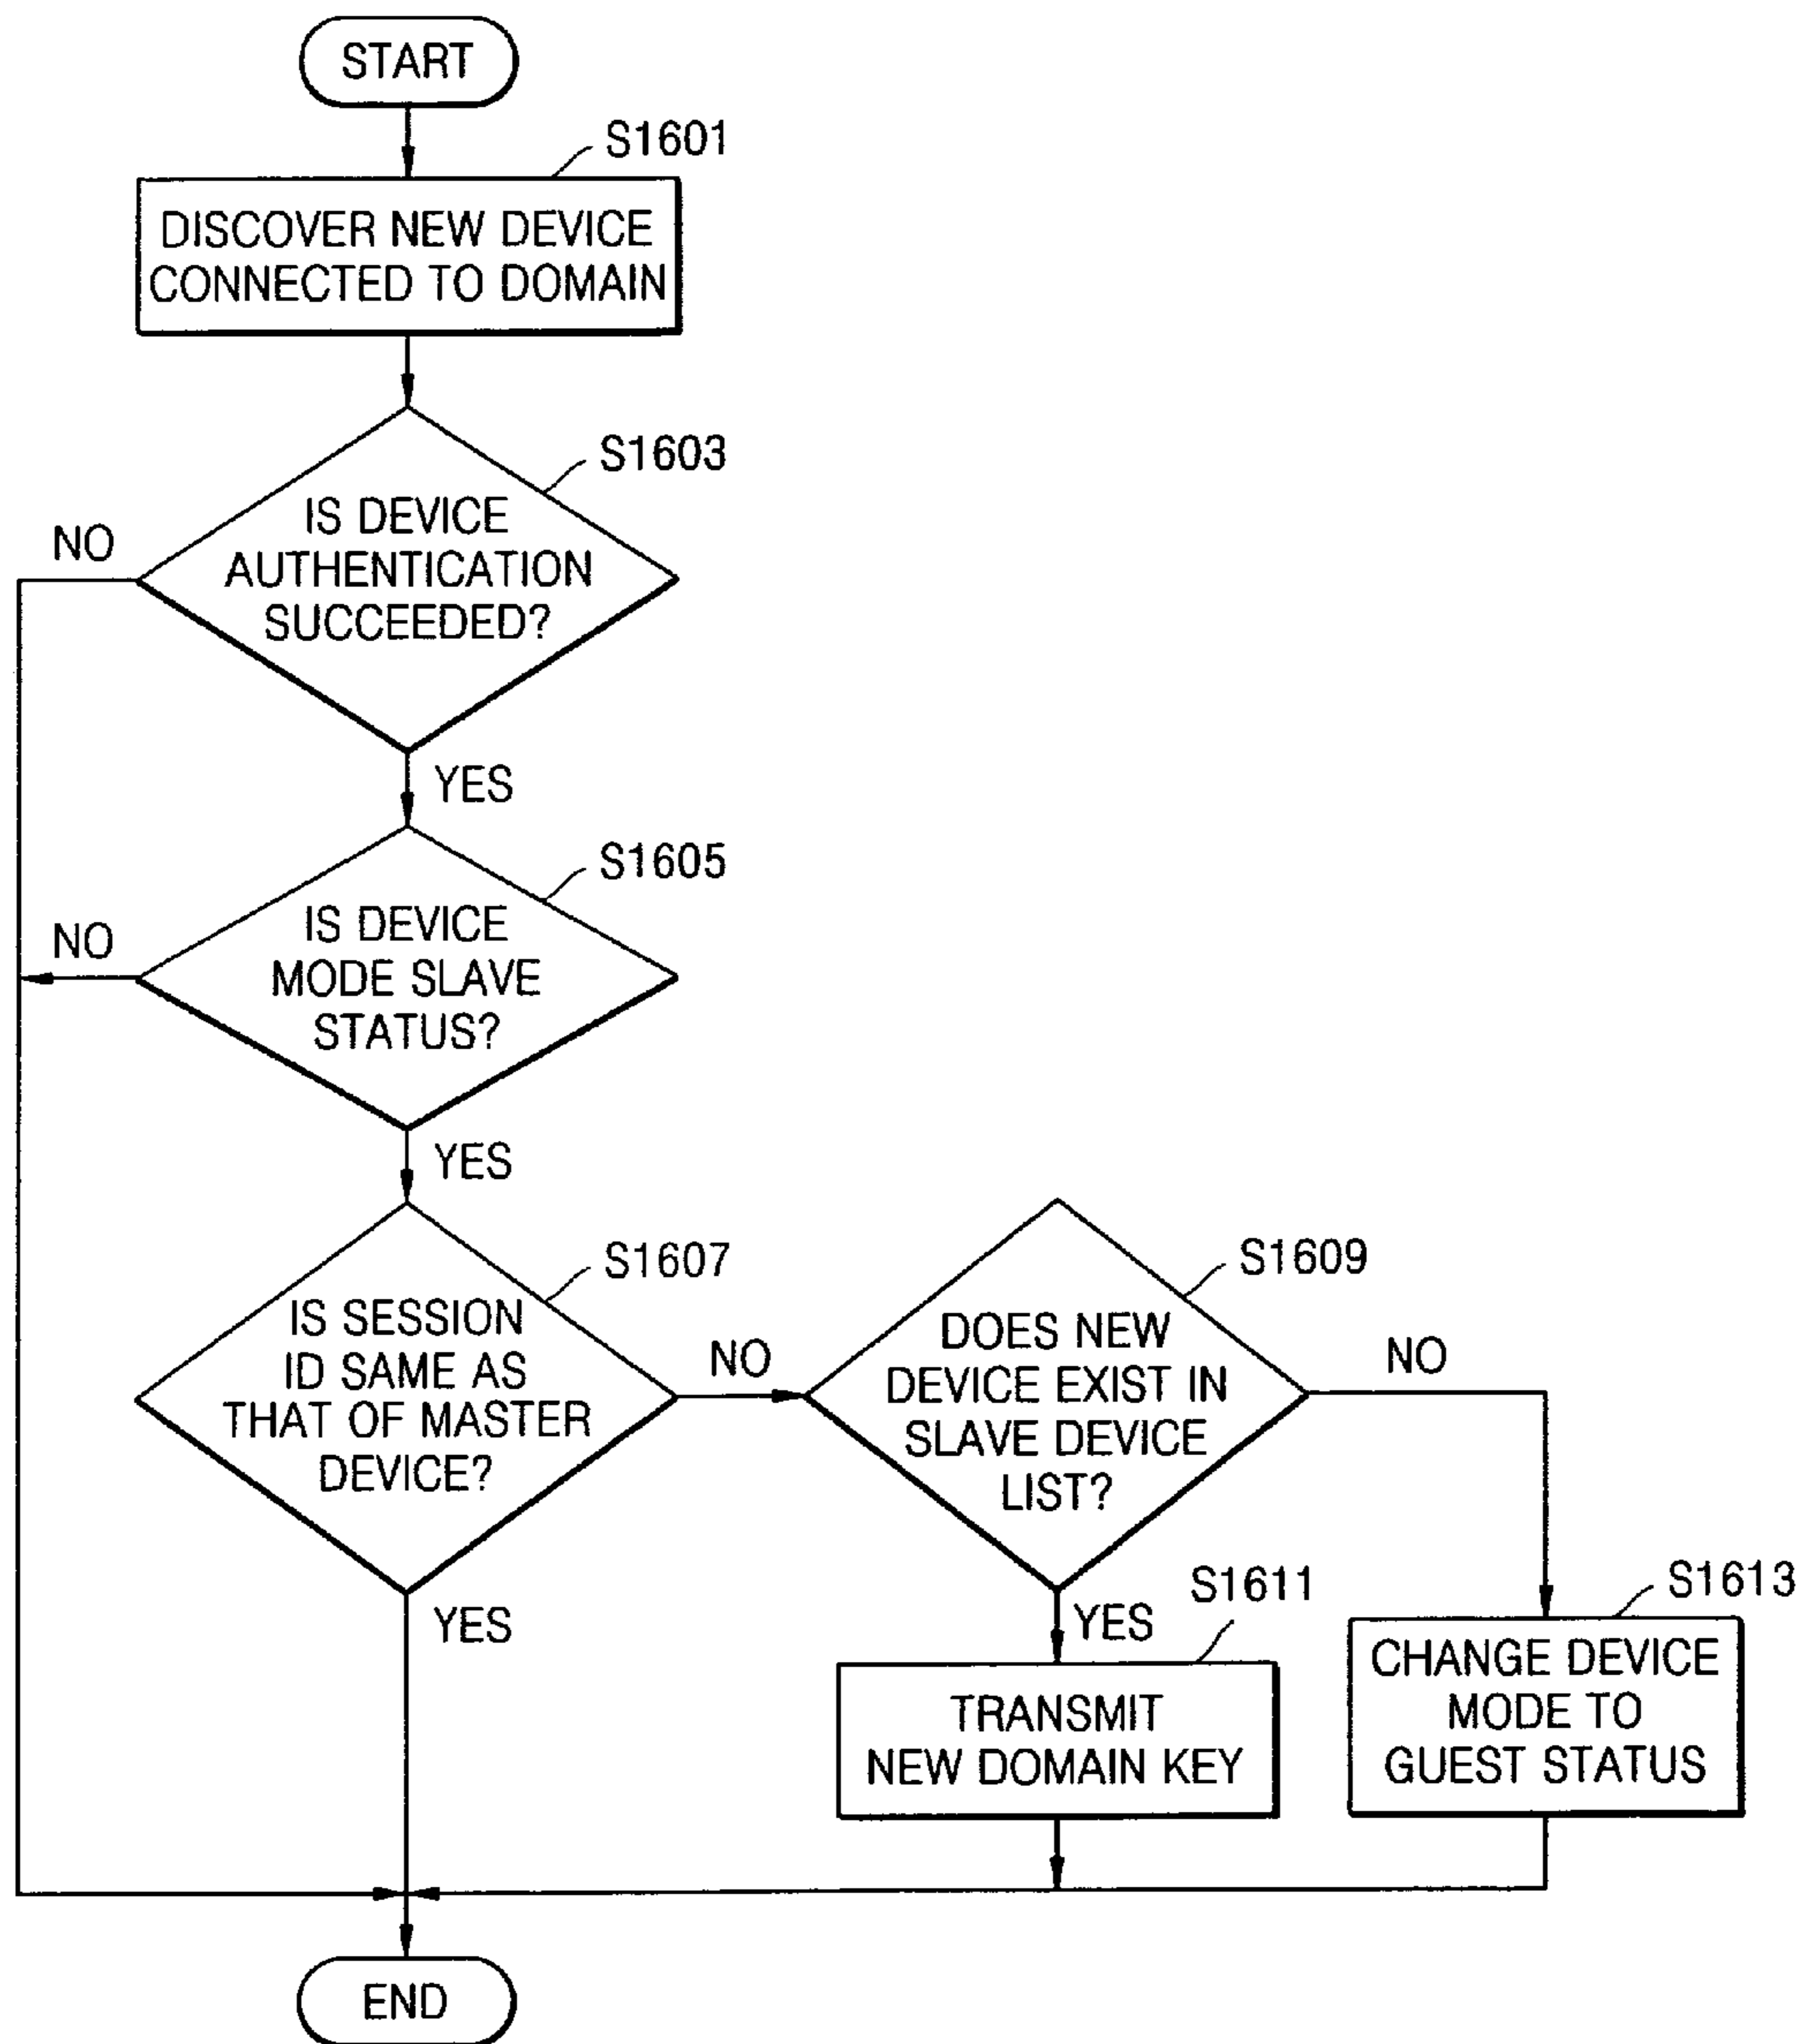 START
S1601
DISCOVER NEW DEVICE
CONNECTED TO DOMAIN
S1603
IS DEVICE
AUTHENTICATION
SUCCEEDED?
NO
YES
S1605
IS DEVICE
MODE SLAVE
STATUS?
NO
YES
S1607
IS SESSION
ID SAME AS
THAT OF MASTER
DEVICE?
NO
YES
S1609
DOES NEW
DEVICE EXIST IN
SLAVE DEVICE
LIST?
NO
YES
S1611
TRANSMIT
NEW DOMAIN KEY
S1613
CHANGE DEVICE
MODE TO
GUEST STATUS
END